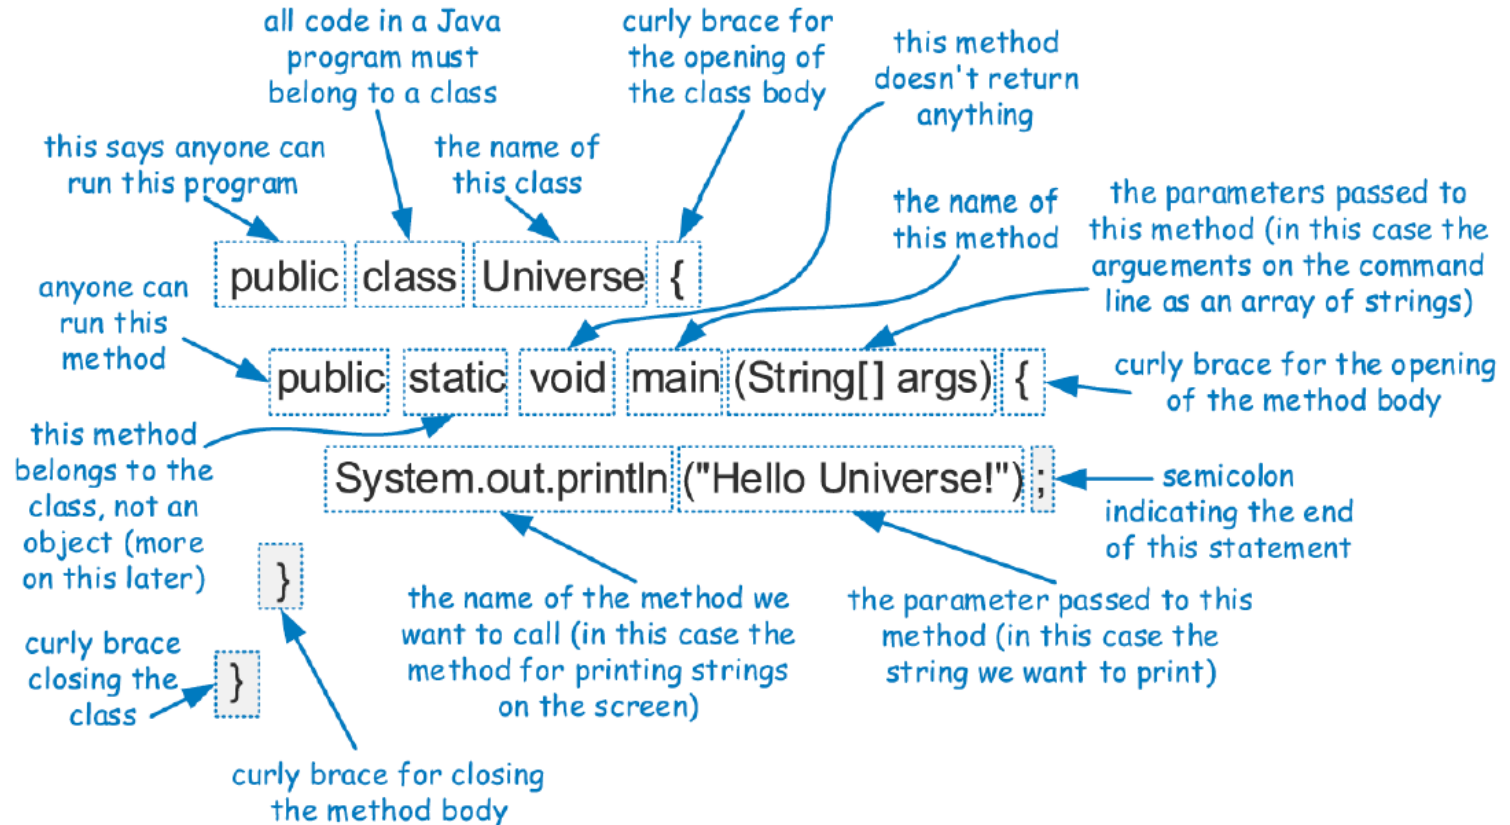 all code in a Java
program must
belong to a class
curly brace for
the opening of
the class body
this method
doesn't return
anything
this says anyone can
run this program
the name of
this class
the name of
this method
the parameters passed to
this method (in this case the
arguements on the command
line as an array of strings)
public class Universe {
anyone can
run this
method
public static void main (String[] args) {
curly brace for the opening
of the method body
this method
belongs to the
class, not an
object (more
on this later)
System.out.println ("Hello Universe!") ;
semicolon
indicating the end
of this statement
}
the name of the method we
want to call (in this case the
method for printing strings
on the screen)
the parameter passed to this
method (in this case the
string we want to print)
curly brace
closing the
class
}
curly brace for closing
the method body